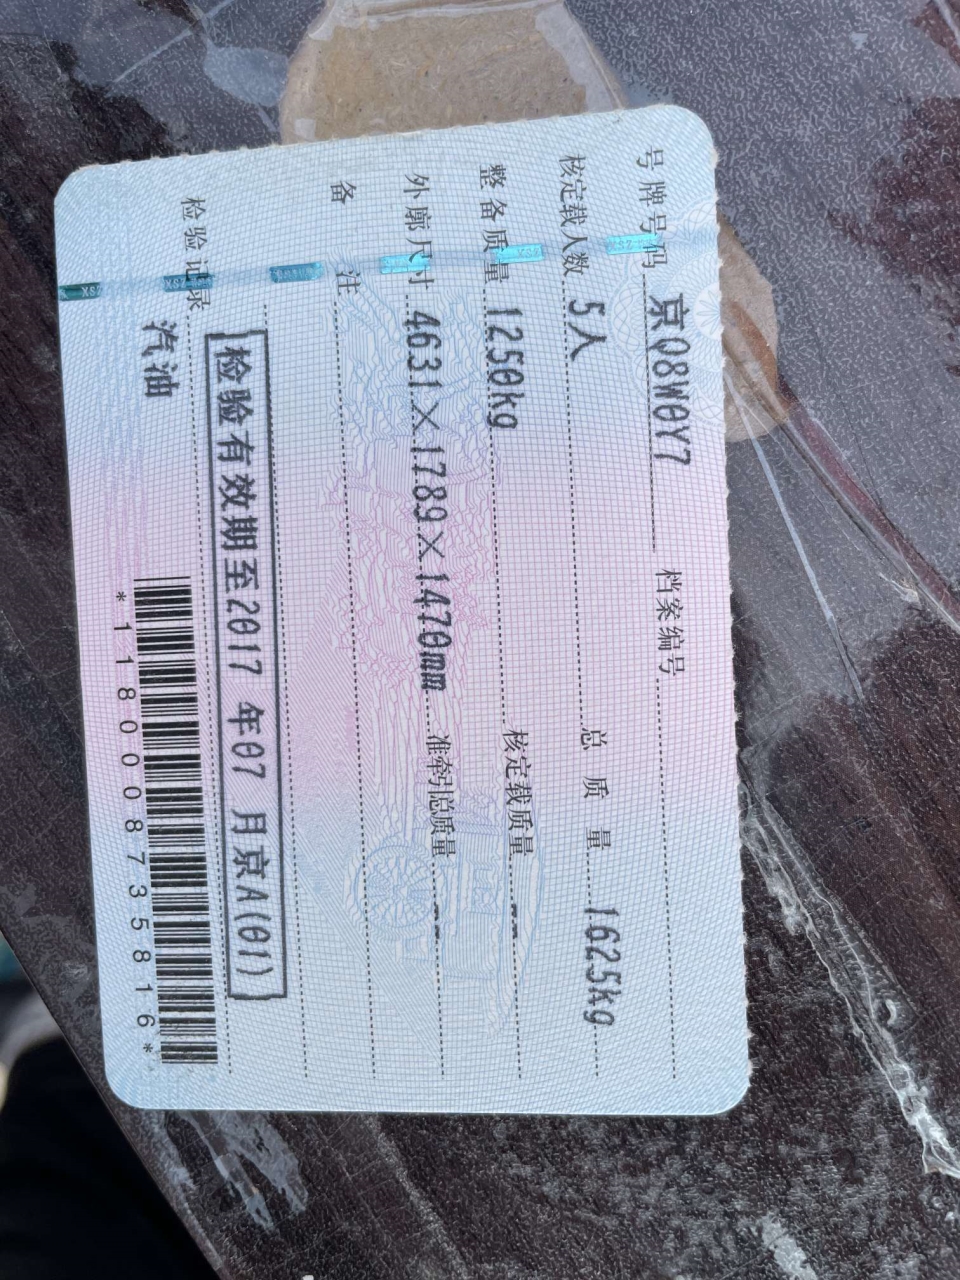 号牌号码 京Q8W0Y7 档案编号
核定载人数 5人 总质量 1625kg
整备质量 1250kg 核定载质量 --
外廓尺寸 4631×1789×1470mm 准牵引总质量 --
备注
检验有效期至2017 年07 月京A(01)
检验记录
汽油
*1180008735816*